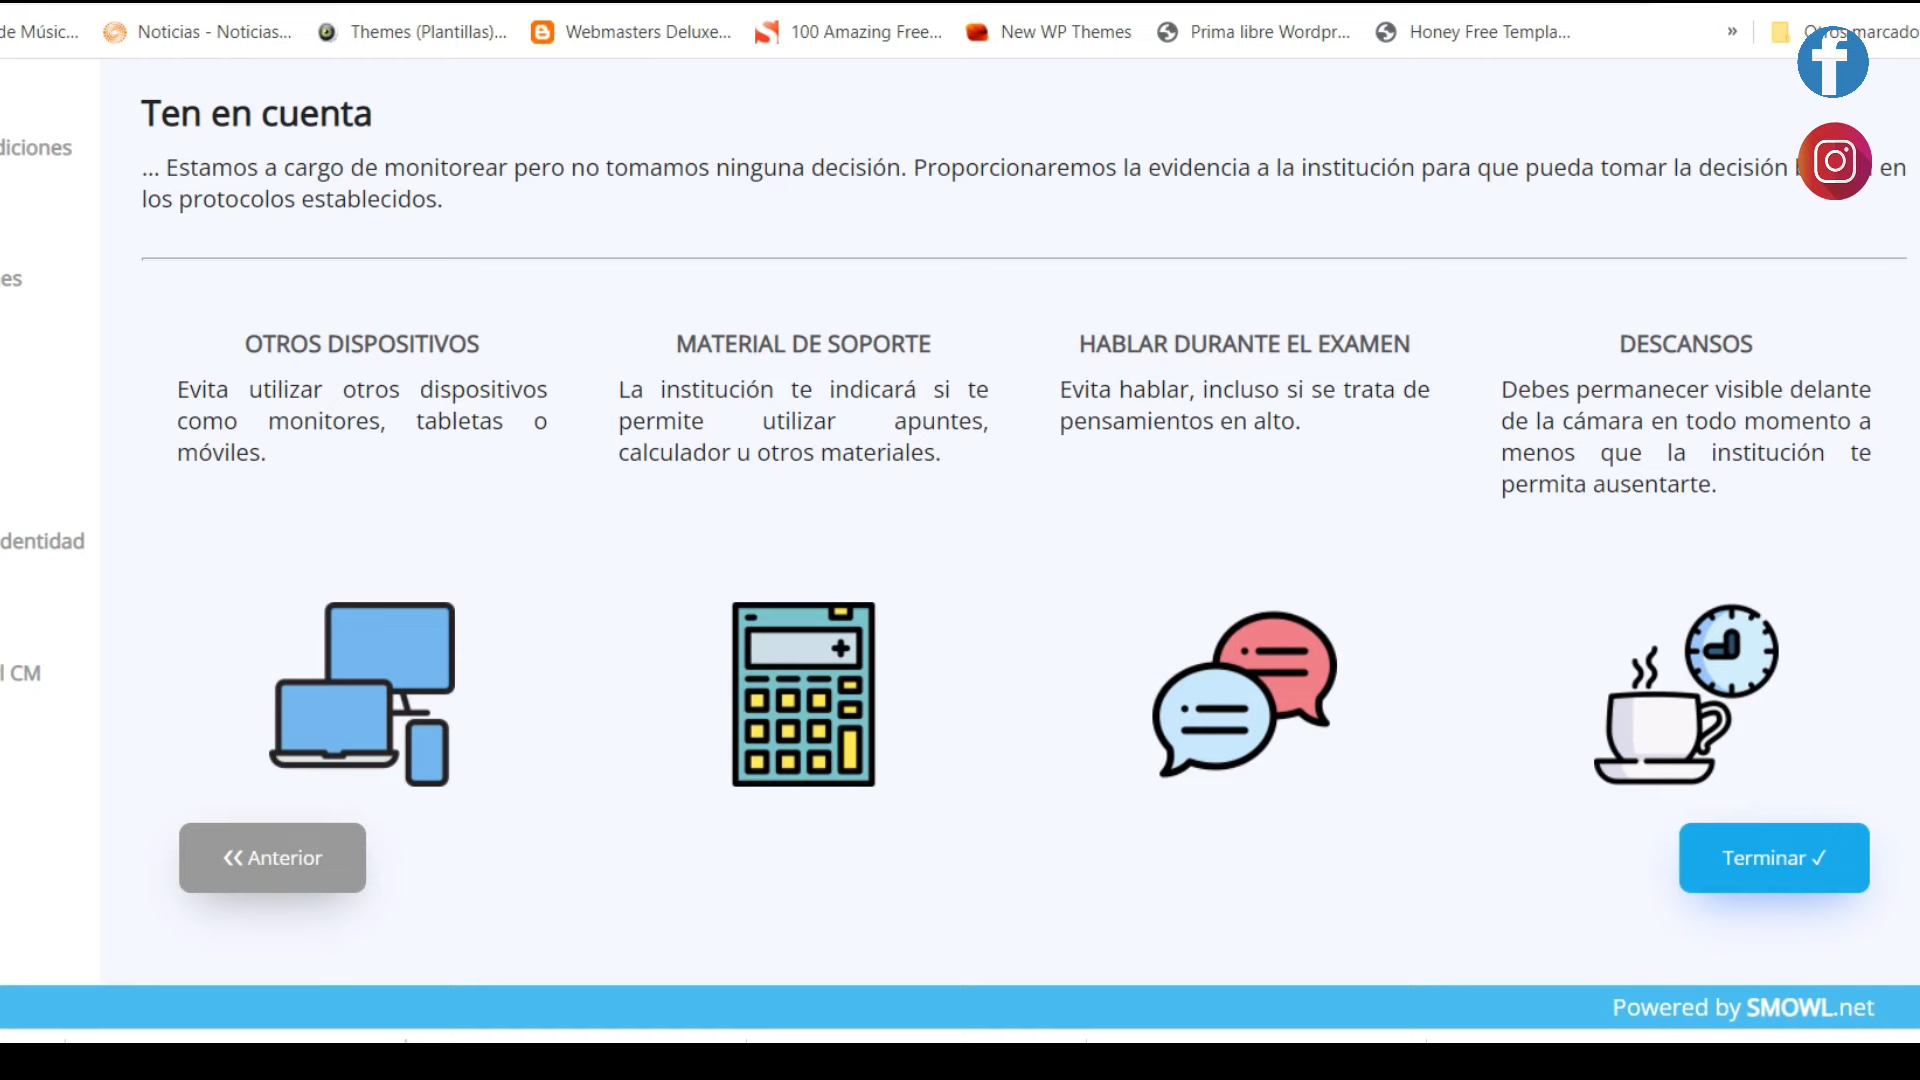 de Músic... Noticias - Noticias... Themes (Plantillas)... Webmasters Deluxe... 100 Amazing Free... New WP Themes Prima libre Wordpr... Honey Free Templa... » Otros marcado
Ten en cuenta
diciones
... Estamos a cargo de monitorear pero no tomamos ninguna decisión. Proporcionaremos la evidencia a la institución para que pueda tomar la decisión en
los protocolos establecidos.
es
OTROS DISPOSITIVOS
Evita utilizar otros dispositivos
como monitores, tabletas o
móviles.
MATERIAL DE SOPORTE
La institución te indicará si te
permite utilizar apuntes,
calculador u otros materiales.
HABLAR DURANTE EL EXAMEN
Evita hablar, incluso si se trata de
pensamientos en alto.
DESCANSOS
Debes permanecer visible delante
de la cámara en todo momento a
menos que la institución te
permita ausentarte.
dentidad
l CM
« Anterior
Terminar ✓
Powered by SMOWL.net